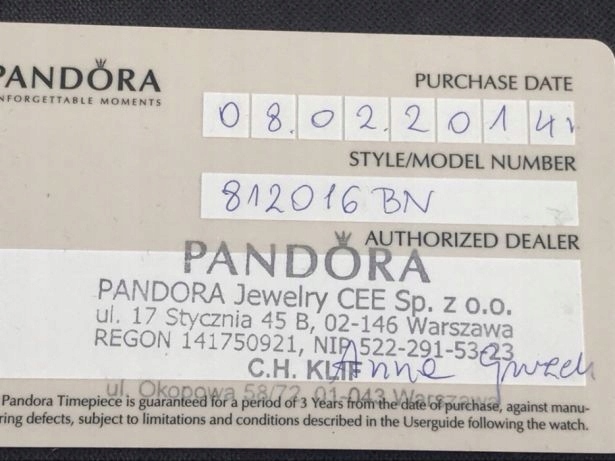 PANDORA
UNFORGETTABLE MOMENTS
PURCHASE DATE
08.02.2014r
STYLE/MODEL NUMBER
812016BN
AUTHORIZED DEALER
PANDORA
PANDORA Jewelry CEE Sp. z o.o.
ul. 17 Stycznia 45 B, 02-146 Warszawa
REGON 141750921, NIP 522-291-53-23
C.H. KLIF Anna
ul. Okopowa 58/72, 01-043 Warszawa
Pandora Timepiece is guaranteed for a period of 3 Years from the date of purchase, against manu-
ring defects, subject to limitations and conditions described in the Userguide following the watch.